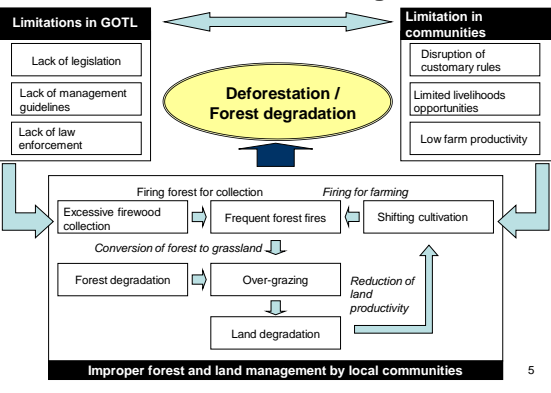 Limitations in GOTL
Lack of legislation
Lack of management
guidelines
Lack of law
enforcement
Deforestation /
Forest degradation
Limitation in
communities
Disruption of
customary rules
Limited livelihoods
opportunities
Low farm productivity
Firing forest for collection
Firing for farming
Excessive firewood
collection
Frequent forest fires
Shifting cultivation
Conversion of forest to grassland
Forest degradation
Over-grazing
Reduction of
land
productivity
Land degradation
Improper forest and land management by local communities
5